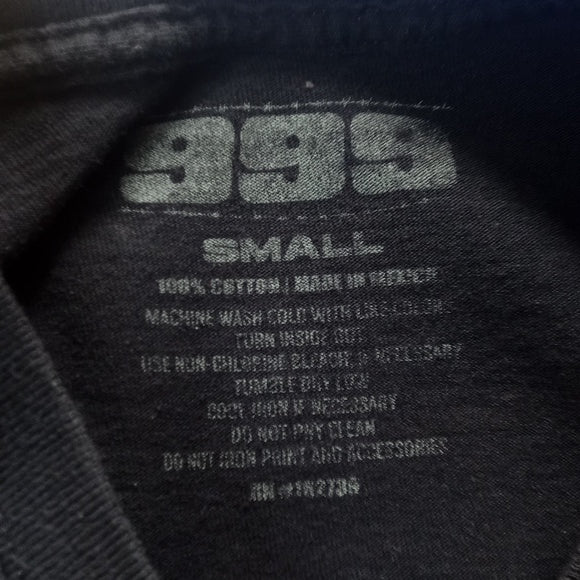 999
SMALL
100% COTTON | MADE IN MEXICO
MACHINE WASH COLD WITH LIKE COLORS
TURN INSIDE OUT
USE NON-CHLORINE BLEACH, IF NECESSARY
TUMBLE DRY LOW
COOL IRON IF NECESSARY
DO NOT DRY CLEAN
DO NOT IRON PRINT AND ACCESSORIES
RN #